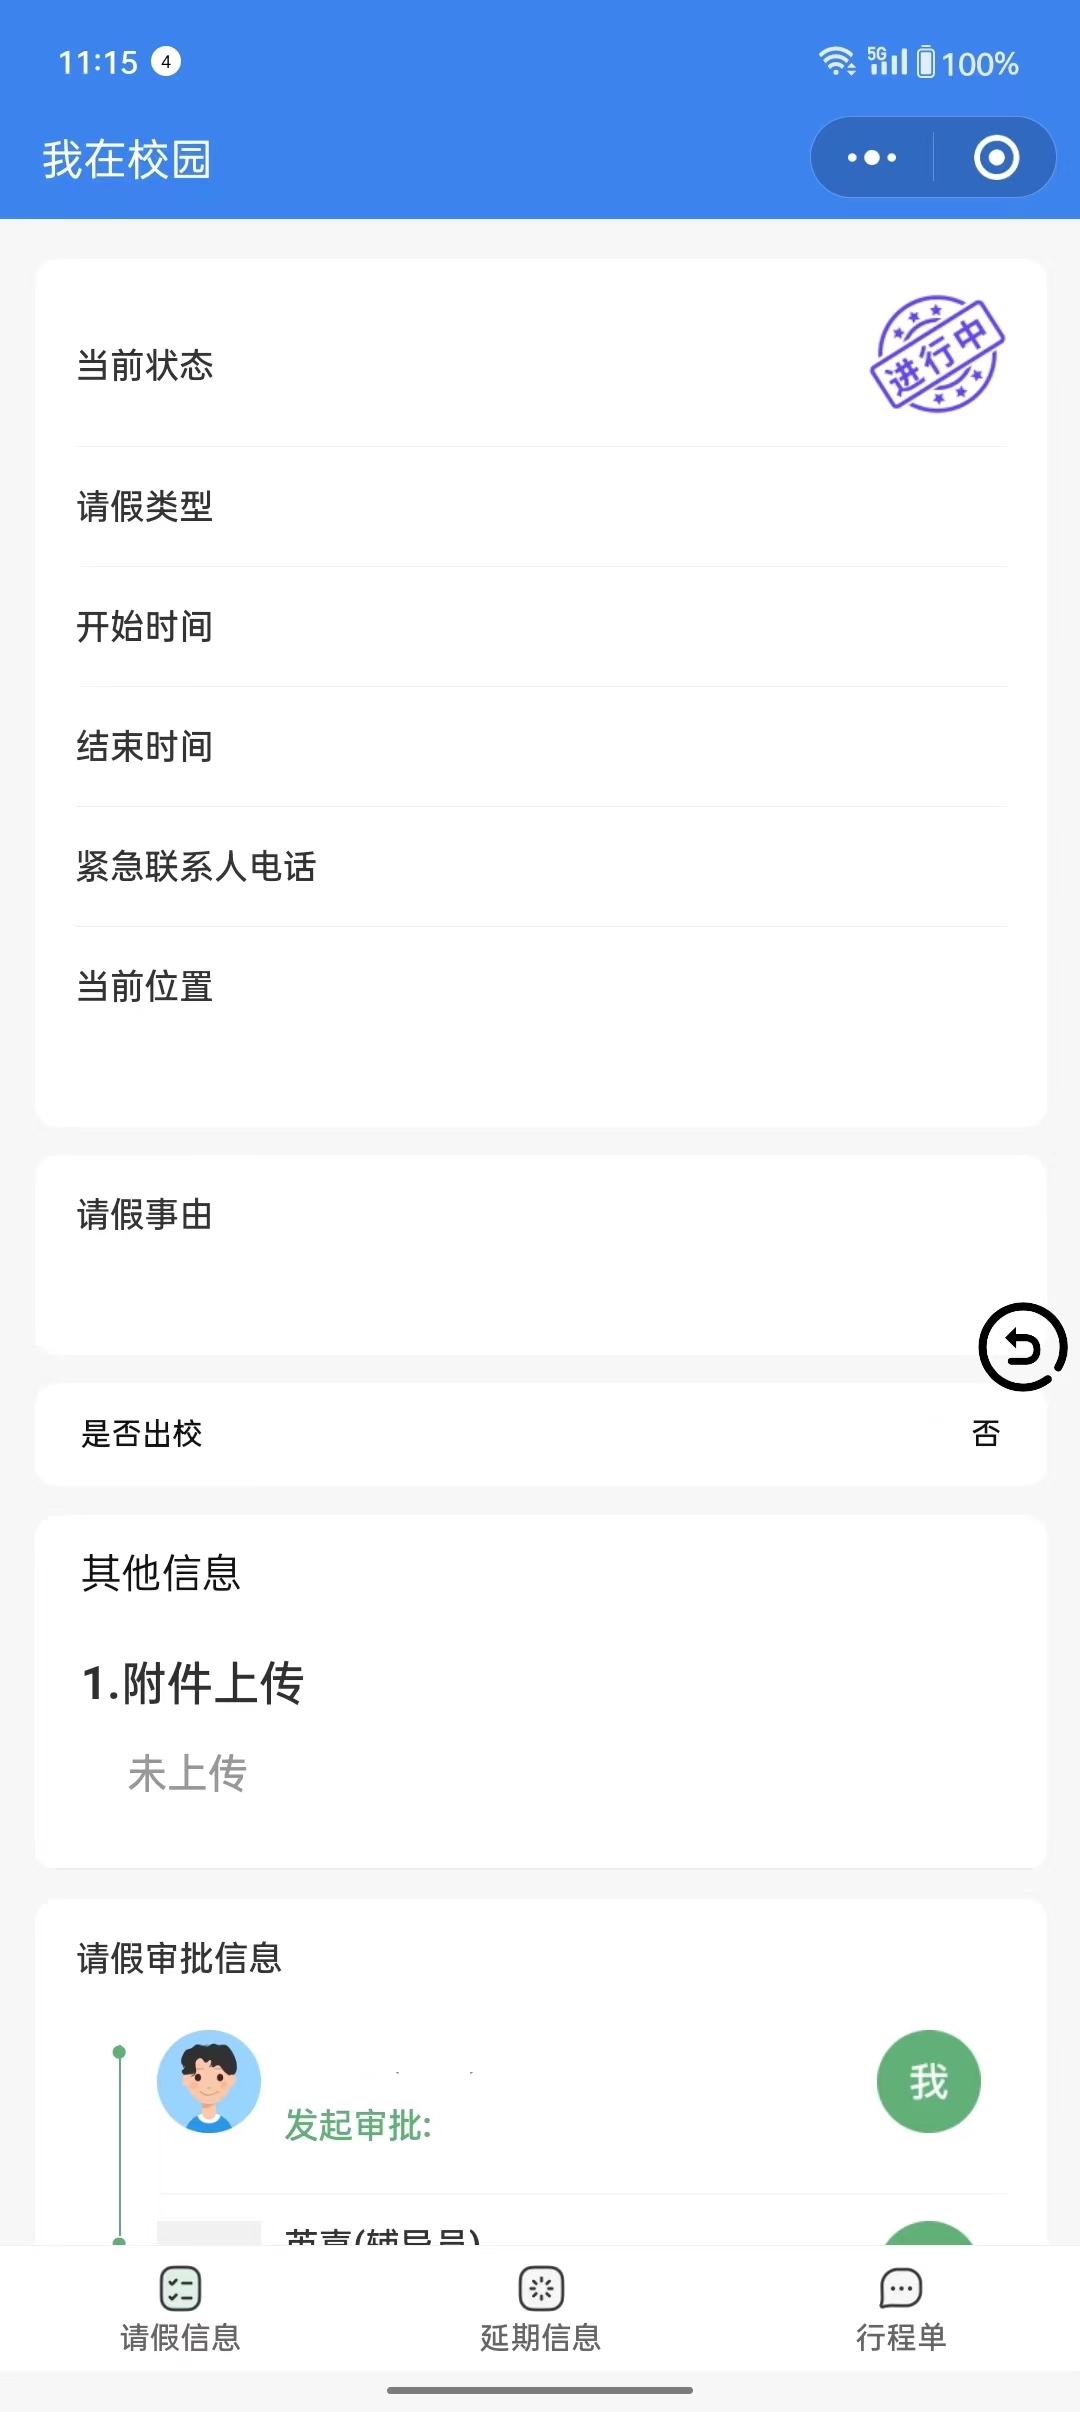 11:15 4 5G 100%
我在校园
当前状态
进行中
请假类型
开始时间
结束时间
紧急联系人电话
当前位置
请假事由
是否出校 否
其他信息
1.附件上传
未上传
请假审批信息
我
发起审批:
(辅导员)
请假信息 延期信息 行程单